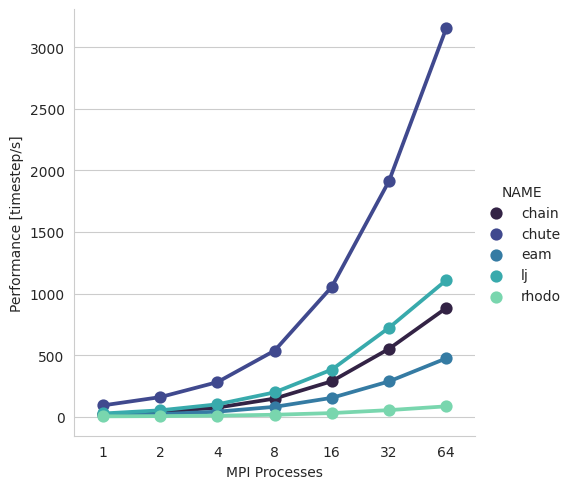 3000
2500
2000
1500
1000
500
0
Performance [timestep/s]
1 2 4 8 16 32 64
MPI Processes
NAME
chain
chute
eam
lj
rhodo